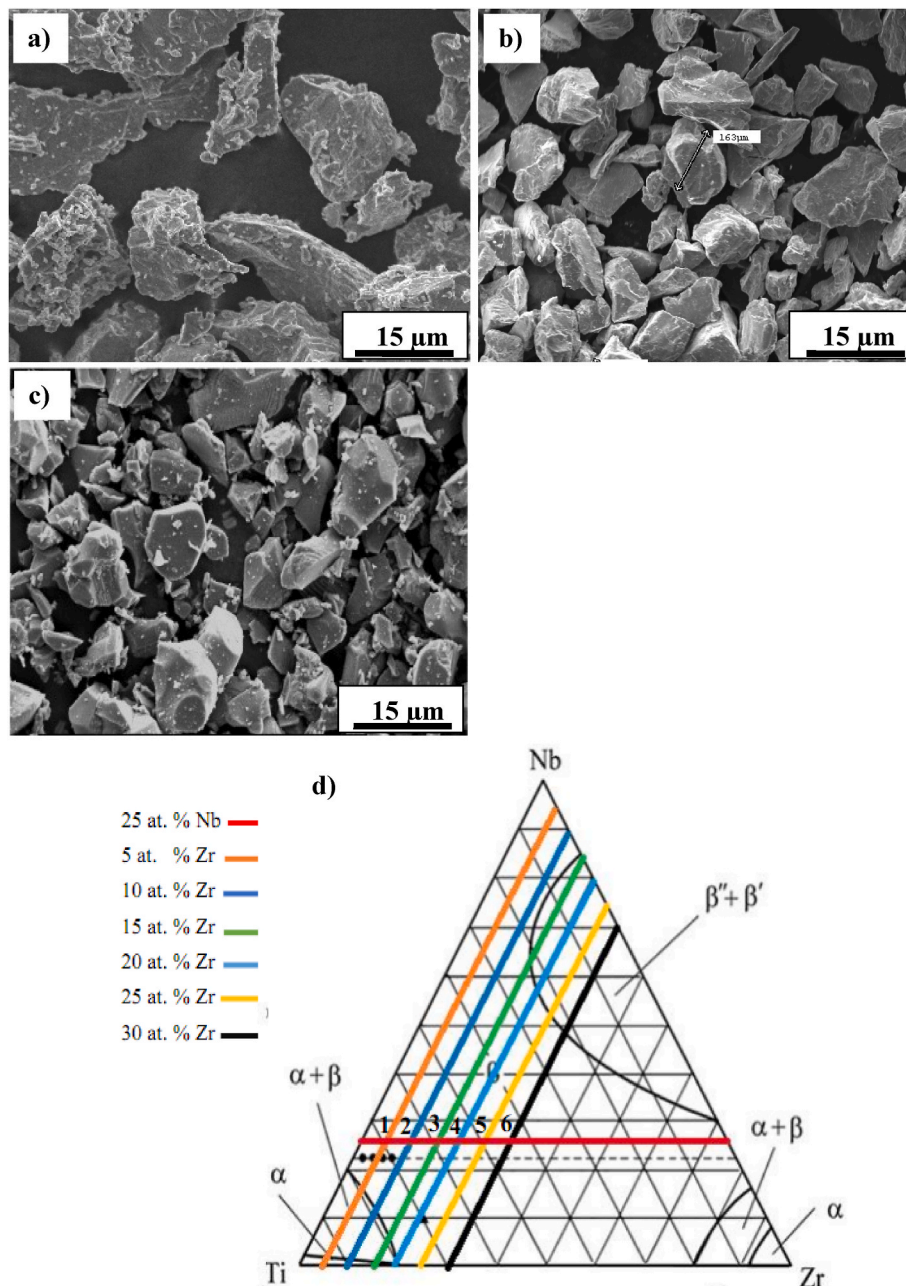 a)
b)
163µm
15 µm
15 µm
c)
15 µm
d)
Nb
25 at. % Nb
5 at. % Zr
10 at. % Zr
15 at. % Zr
20 at. % Zr
25 at. % Zr
30 at. % Zr
β″+β′
β
α+β
1 2 3 4 5 6
α+β
α
α
Ti
Zr